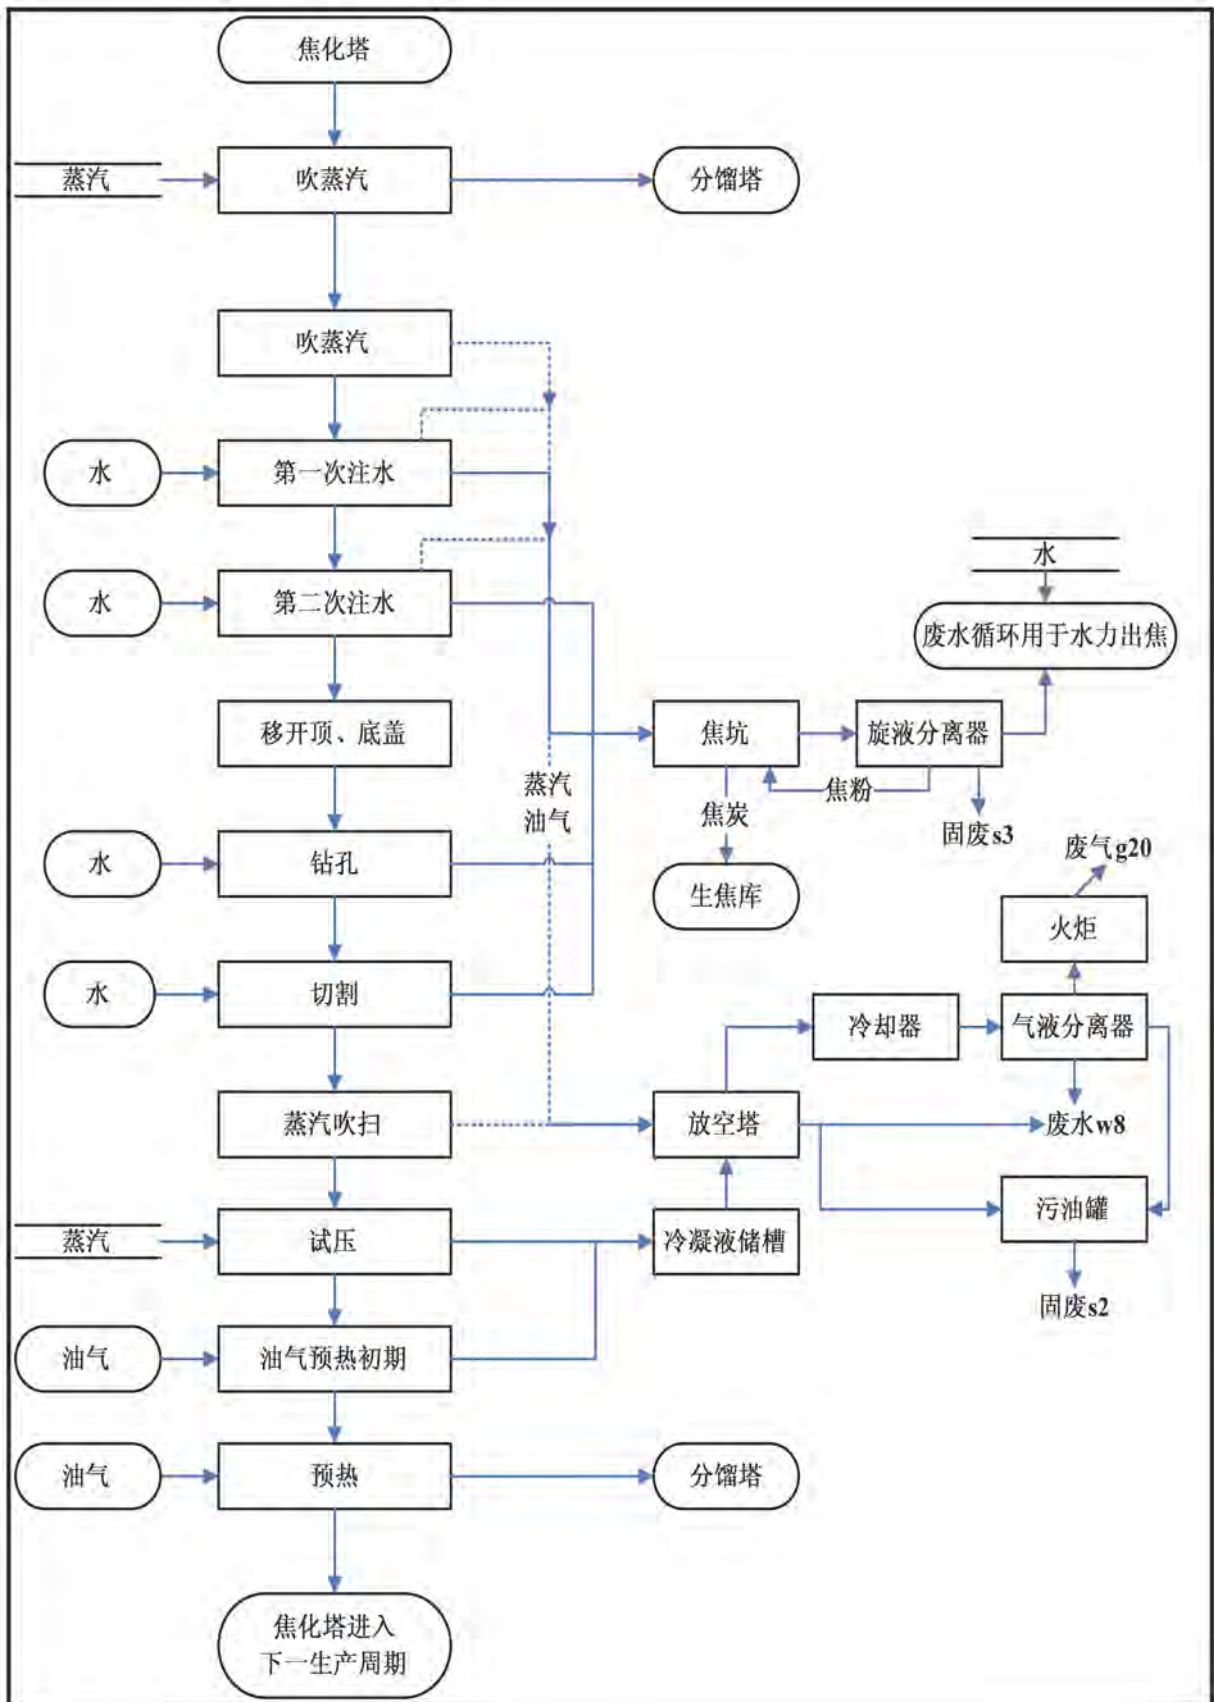 焦化塔
蒸汽
吹蒸汽
分馏塔
吹蒸汽
水
第一次注水
水
第二次注水
水
废水循环用于水力出焦
移开顶、底盖
焦坑
旋液分离器
蒸汽
油气
焦粉
焦炭
固废s3
水
钻孔
生焦库
废气g20
火炬
水
切割
冷却器
气液分离器
蒸汽吹扫
放空塔
废水w8
蒸汽
试压
冷凝液储槽
污油罐
固废s2
油气
油气预热初期
油气
预热
分馏塔
焦化塔进入
下一生产周期